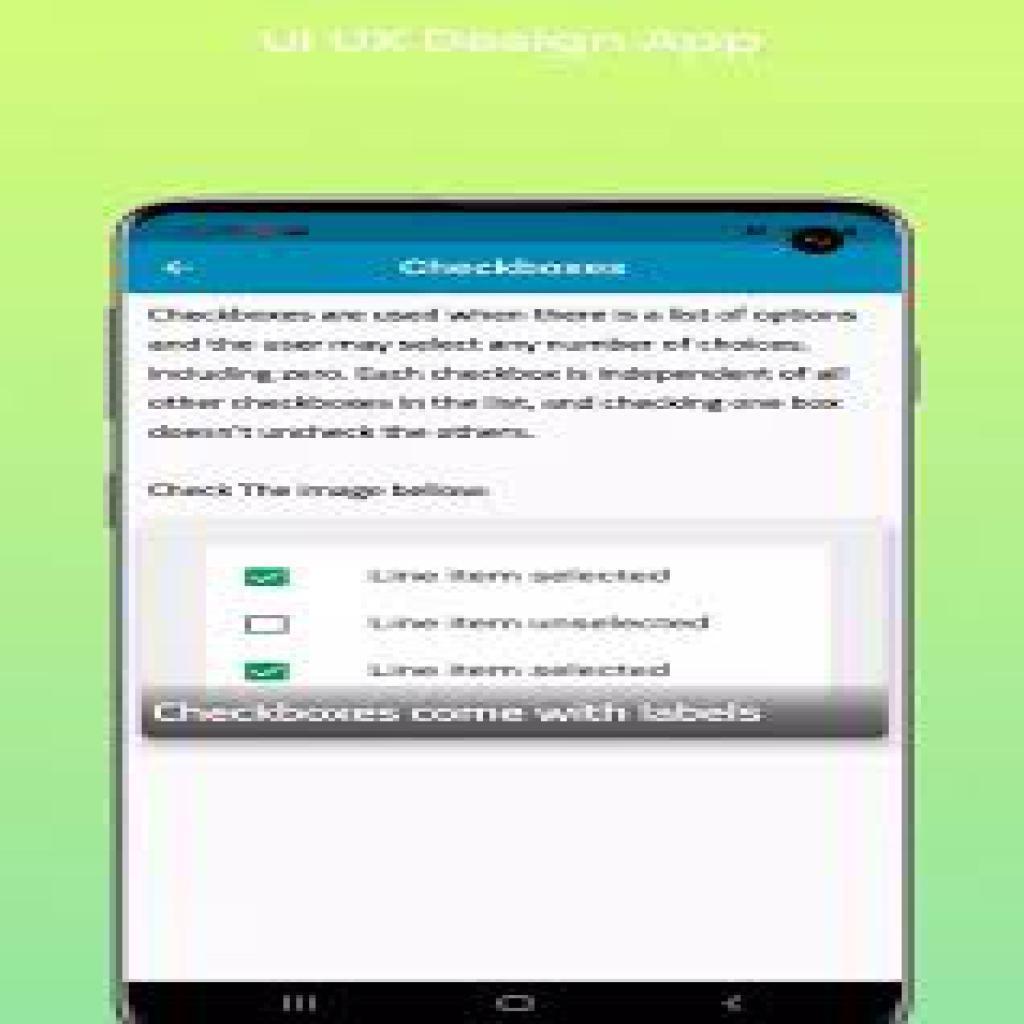 UI UX Design App
Checkboxes
Checkboxes are used when there is a list of options
and the user may select any number of choices,
including zero. Each checkbox is independent of all
other checkboxes in the list, and checking one box
doesn't uncheck the others.
Check The image bellow
Line item selected
Line item unselected
Line item selected
Checkboxes come with labels